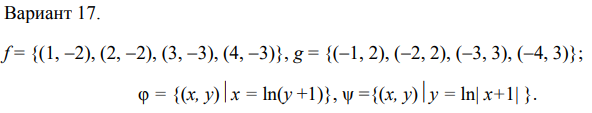 Вариант 17.
f = {(1, –2), (2, –2), (3, –3), (4, –3)}, g = {(–1, 2), (–2, 2), (–3, 3), (–4, 3)};
φ = {(x, y)│x = ln(y +1)}, ψ ={(x, y)│y = ln| x+1| }.